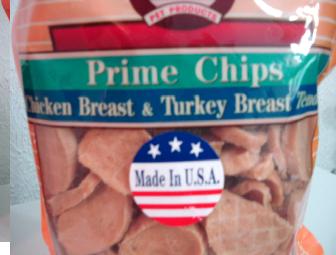 PET PRODUCTS
Prime Chips
Chicken Breast & Turkey Breast
Made In U.S.A.